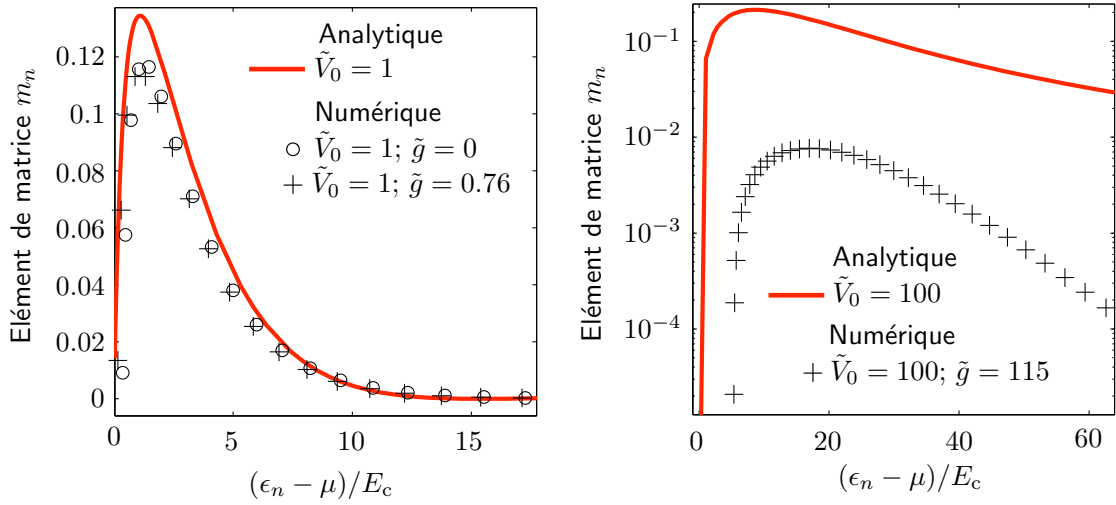 Elément de matrice mₙ
0.12
0.1
0.08
0.06
0.04
0.02
0
Analytique
Ṽ₀ = 1
Numérique
Ṽ₀ = 1; g̃ = 0
Ṽ₀ = 1; g̃ = 0.76
0 5 10 15
(ϵₙ − μ)/E_c
Elément de matrice mₙ
10⁻¹
10⁻²
10⁻³
10⁻⁴
Analytique
Ṽ₀ = 100
Numérique
Ṽ₀ = 100; g̃ = 115
0 20 40 60
(ϵₙ − μ)/E_c